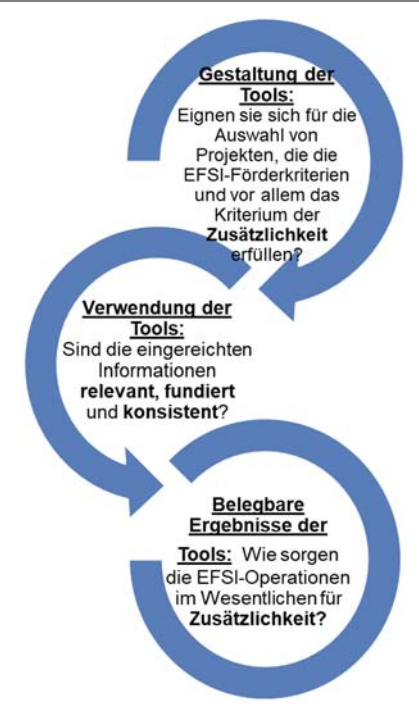 Gestaltung der
Tools:
Eignen sie sich für die
Auswahl von
Projekten, die die
EFSI-Förderkriterien
und vor allem das
Kriterium der
Zusätzlichkeit
erfüllen?
Verwendung der
Tools:
Sind die eingereichten
Informationen
relevant, fundiert
und konsistent?
Belegbare
Ergebnisse der
Tools: Wie sorgen
die EFSI-Operationen
im Wesentlichen für
Zusätzlichkeit?